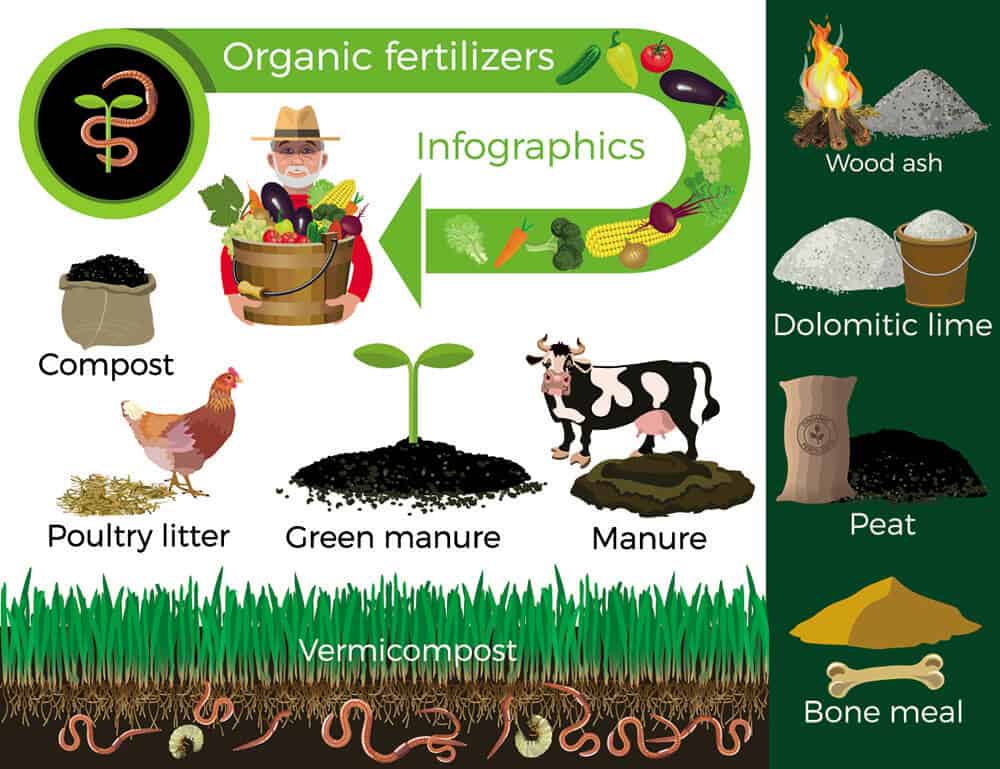 Organic fertilizers
Infographics
Compost
Poultry litter
Green manure
Manure
Vermicompost
Wood ash
Dolomitic lime
Peat
Bone meal